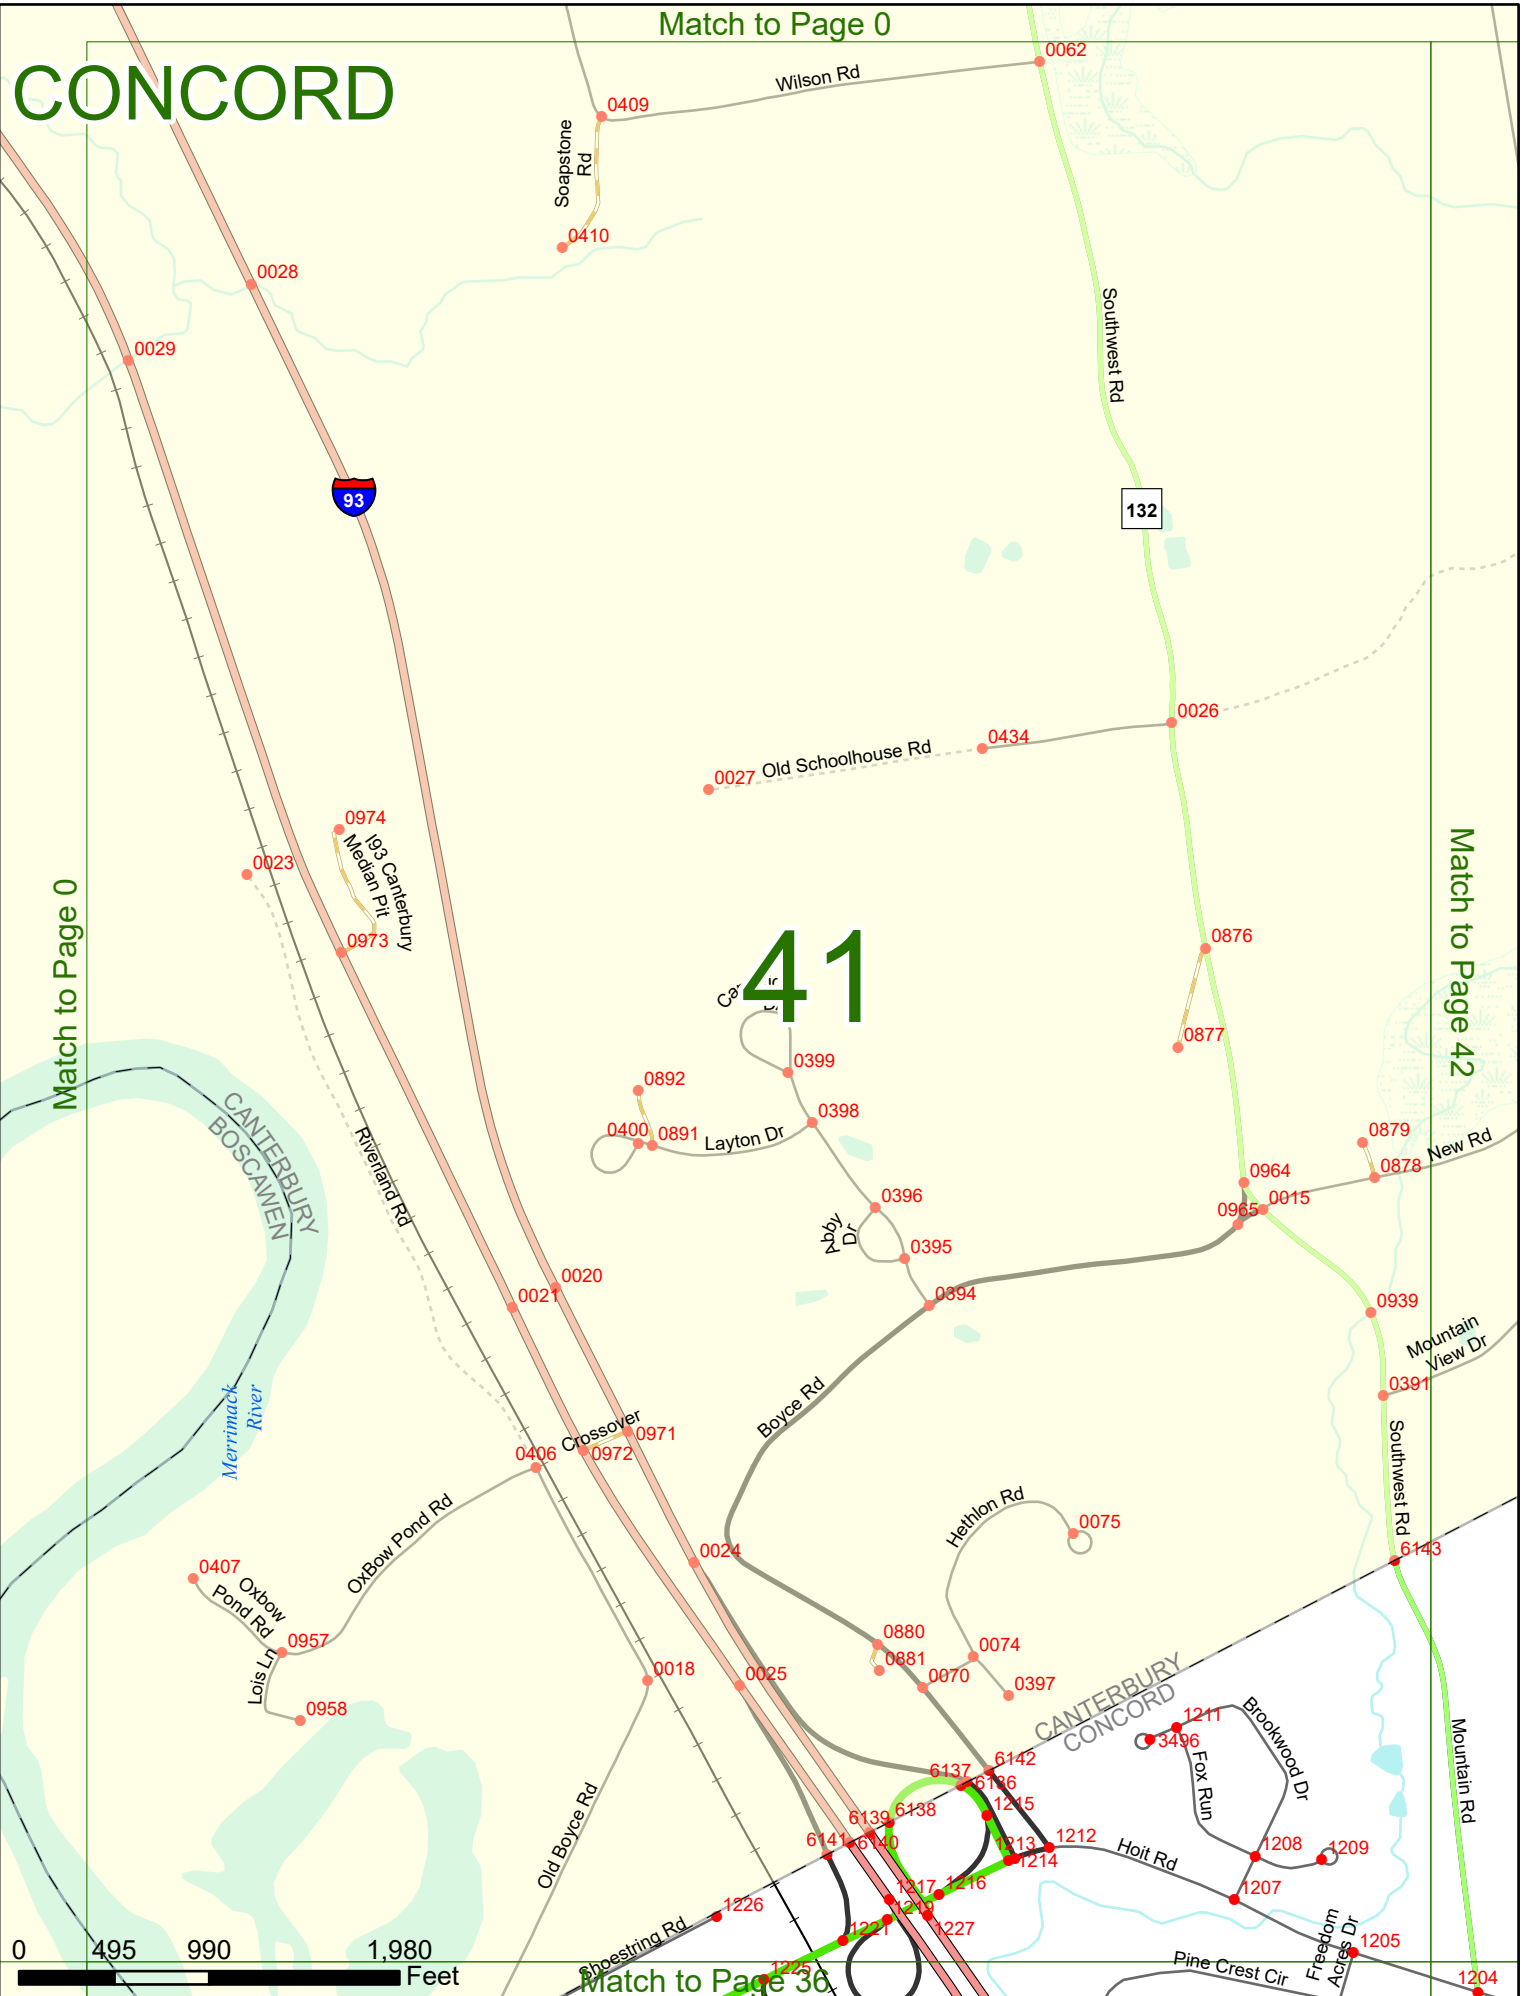 Match to Page 0
CONCORD
0062
Wilson Rd
0409
Soapstone
Rd
0410
0028
0029
Southwest Rd
93
132
0026
0434
Old Schoolhouse Rd
0027
0974
I93 Canterbury
Median Pit
0023
0973
Match to Page 0
Match to Page 42
41
0876
0877
0399
0892
0398
0400
0891
Layton Dr
0879
New Rd
0878
CANTERBURY
BOSCAWEN
Riverland Rd
0964
0015
0965
0396
Abby
Dr
0395
0394
0020
0021
0939
Mountain
View Dr
0391
Merrimack
River
Boyce Rd
Crossover
0971
0972
0406
Southwest Rd
OxBow Pond Rd
Hethlon Rd
0075
0024
6143
0407
Oxbow
Pond Rd
0957
Lois Ln
0958
0880
0881
0074
0070
0397
0018
0025
CANTERBURY
CONCORD
1211
3496
Brookwood Dr
Fox Run
Mountain Rd
6142
6137
6136
6138
6139
6140
6141
1215
1213
1214
1212
Hoit Rd
1208
1209
1207
Old Boyce Rd
1217
1216
1219
1227
1221
1226
Shoestring Rd
1225
Freedom
Acres Dr
1205
Pine Crest Cir
1204
0 495 990 1,980
Feet
Match to Page 36